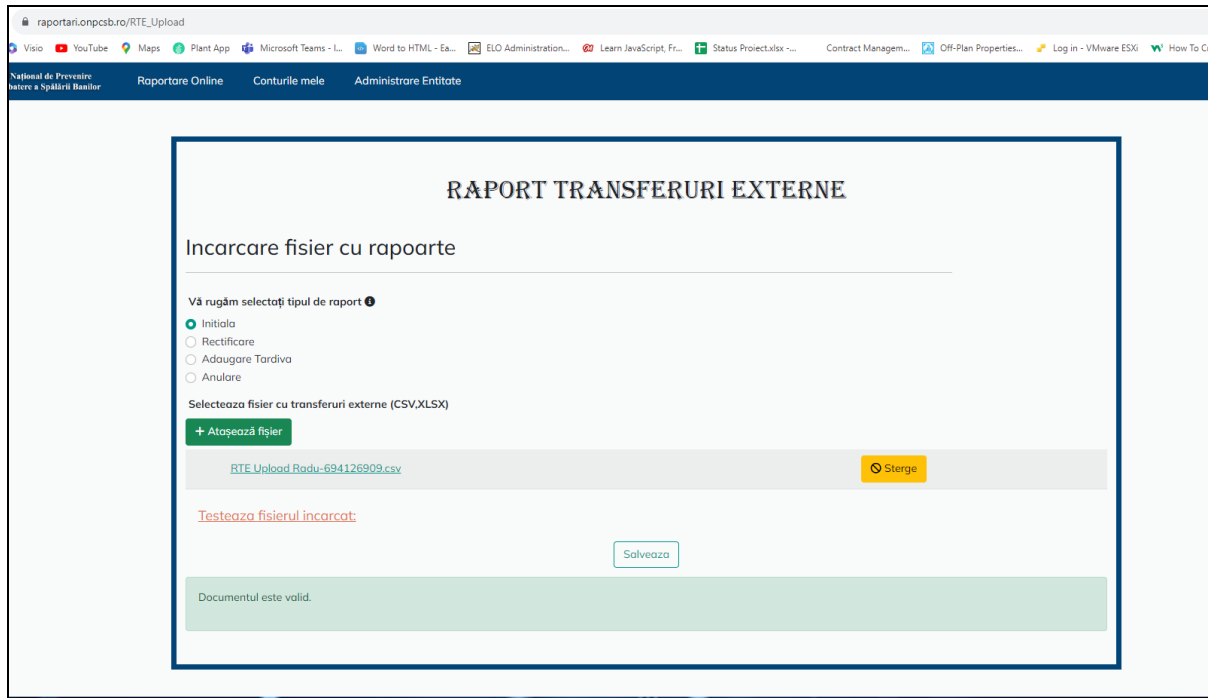 raportari.onpcsb.ro/RTE_Upload
Visio YouTube Maps Plant App Microsoft Teams - I... Word to HTML - Ea... ELO Administration... Learn JavaScript, Fr... Status Proiect.xlsx -... Contract Managem... Off-Plan Properties... Log in - VMware ESXi How To C
Național de Prevenire
batere a Spălării Banilor
Raportare Online Conturile mele Administrare Entitate
RAPORT TRANSFERURI EXTERNE
Incarcare fisier cu rapoarte
Vă rugăm selectați tipul de raport
Initiala
Rectificare
Adaugare Tardiva
Anulare
Selecteaza fisier cu transferuri externe (CSV,XLSX)
+ Atașează fișier
RTE Upload Radu-694126909.csv Sterge
Testeaza fisierul incarcat:
Salveaza
Documentul este valid.